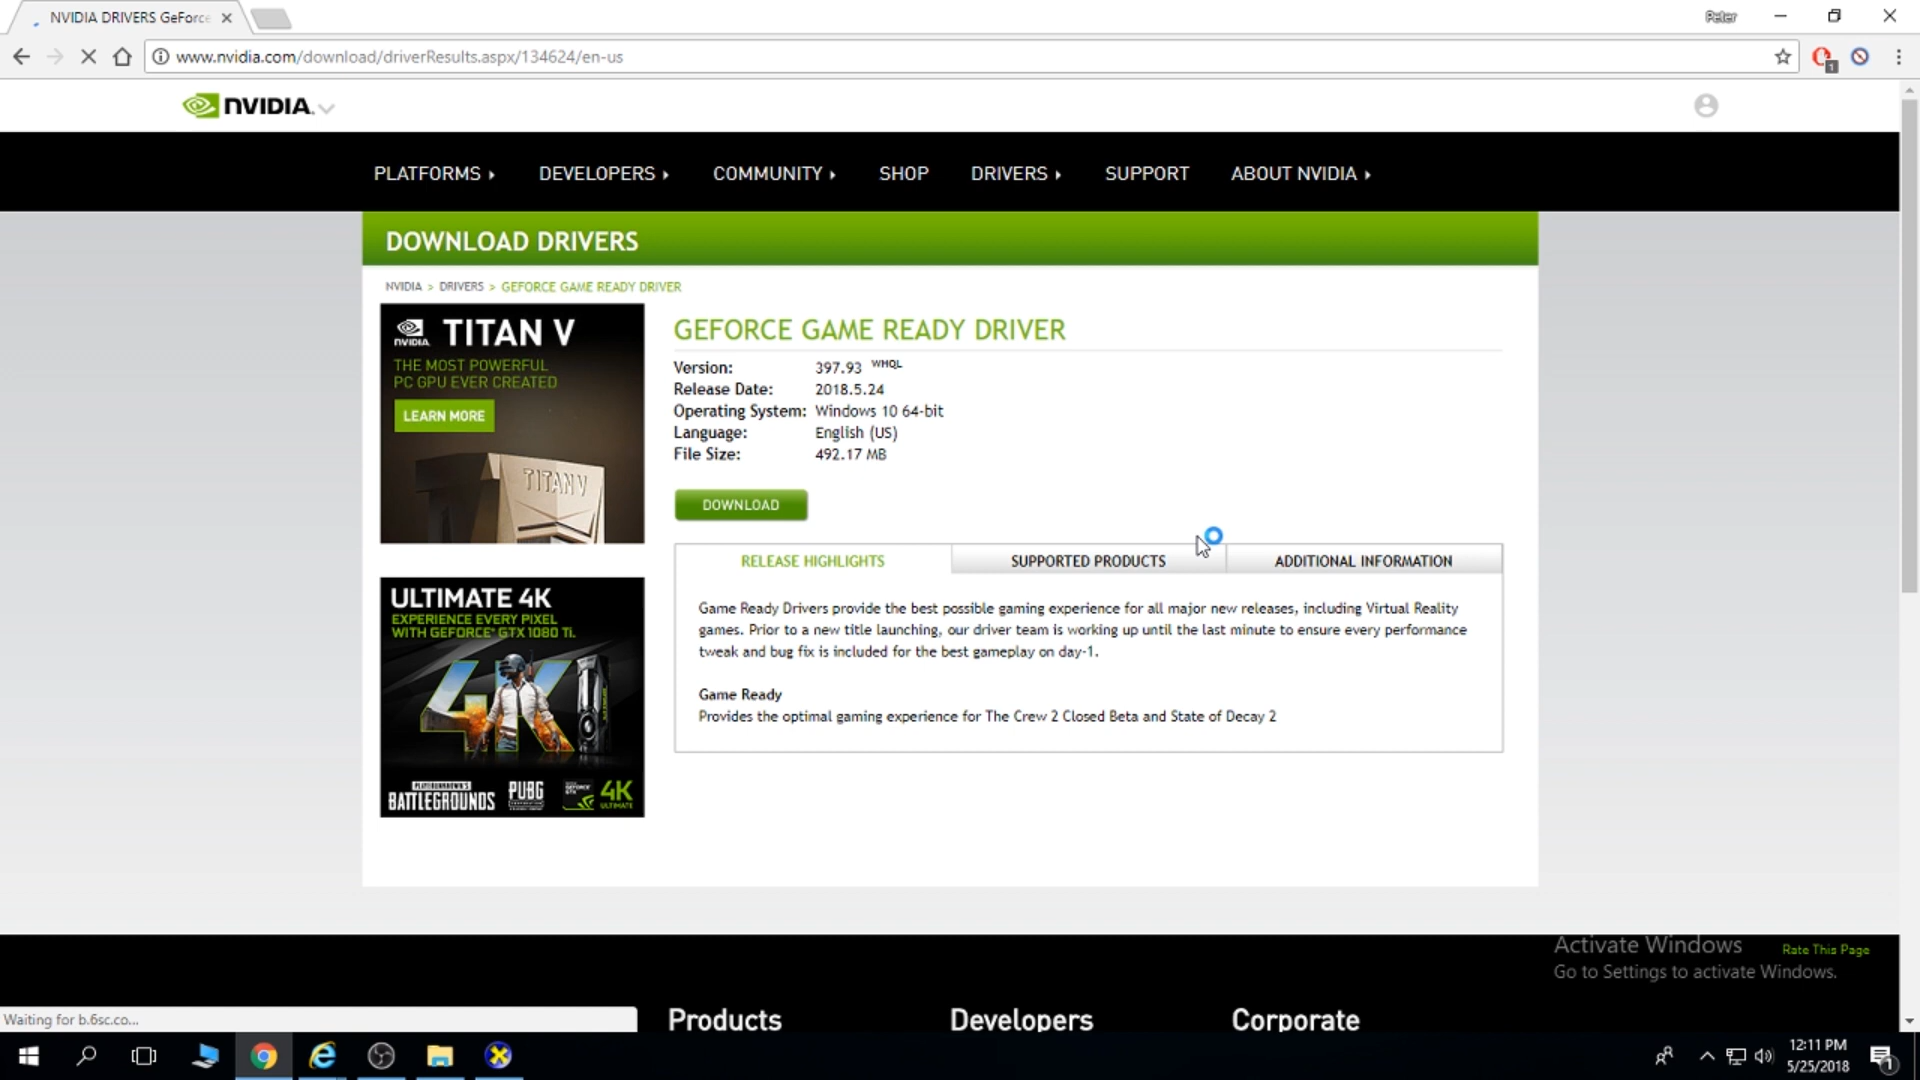 NVIDIA DRIVERS GeForce
Peter
www.nvidia.com/download/driverResults.aspx/134624/en-us
1
NVIDIA.
PLATFORMS DEVELOPERS COMMUNITY SHOP DRIVERS SUPPORT ABOUT NVIDIA
DOWNLOAD DRIVERS
NVIDIA > DRIVERS > GEFORCE GAME READY DRIVER
NVIDIA. TITAN V
THE MOST POWERFUL
PC GPU EVER CREATED
LEARN MORE
TITAN V
GEFORCE GAME READY DRIVER
Version: 397.93 WHQL
Release Date: 2018.5.24
Operating System: Windows 10 64-bit
Language: English (US)
File Size: 492.17 MB
DOWNLOAD
RELEASE HIGHLIGHTS SUPPORTED PRODUCTS ADDITIONAL INFORMATION
Game Ready Drivers provide the best possible gaming experience for all major new releases, including Virtual Reality
games. Prior to a new title launching, our driver team is working up until the last minute to ensure every performance
tweak and bug fix is included for the best gameplay on day-1.
Game Ready
Provides the optimal gaming experience for The Crew 2 Closed Beta and State of Decay 2
ULTIMATE 4K
EXPERIENCE EVERY PIXEL
WITH GEFORCE® GTX 1080 Ti.
4K
PLAYERUNKNOWN'S
BATTLEGROUNDS
PUBG
4K
ULTIMATE
Activate Windows
Go to Settings to activate Windows.
Rate This Page
Waiting for b.6sc.co...
Products Developers Corporate
12:11 PM
5/25/2018
1